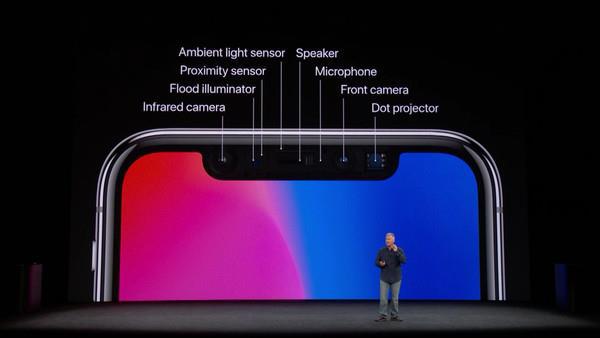 Ambient light sensor Speaker
Proximity sensor Microphone
Flood illuminator Front camera
Infrared camera Dot projector